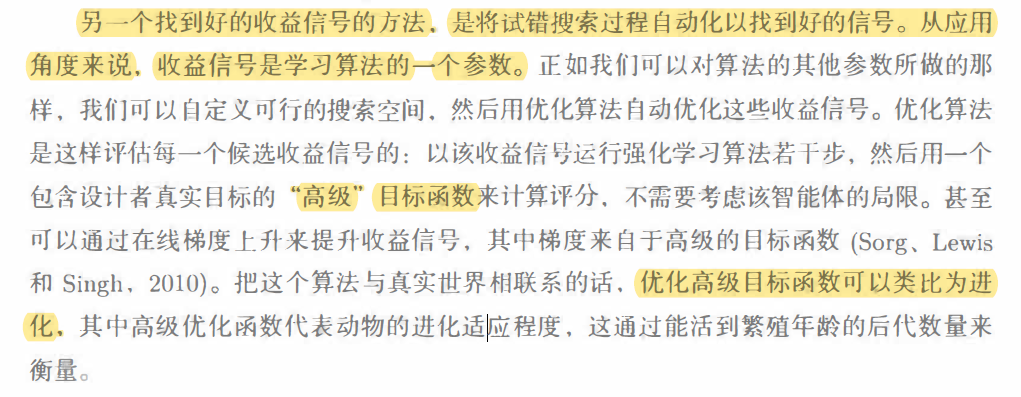 另一个找到好的收益信号的方法，是将试错搜索过程自动化以找到好的信号。从应用
角度来说，收益信号是学习算法的一个参数。正如我们可以对算法的其他参数所做的那
样，我们可以自定义可行的搜索空间，然后用优化算法自动优化这些收益信号。优化算法
是这样评估每一个候选收益信号的：以该收益信号运行强化学习算法若干步，然后用一个
包含设计者真实目标的“高级”目标函数来计算评分，不需要考虑该智能体的局限。甚至
可以通过在线梯度上升来提升收益信号，其中梯度来自于高级的目标函数 (Sorg、Lewis
和 Singh，2010)。把这个算法与真实世界相联系的话，优化高级目标函数可以类比为进
化，其中高级优化函数代表动物的进化适应程度，这通过能活到繁殖年龄的后代数量来
衡量。